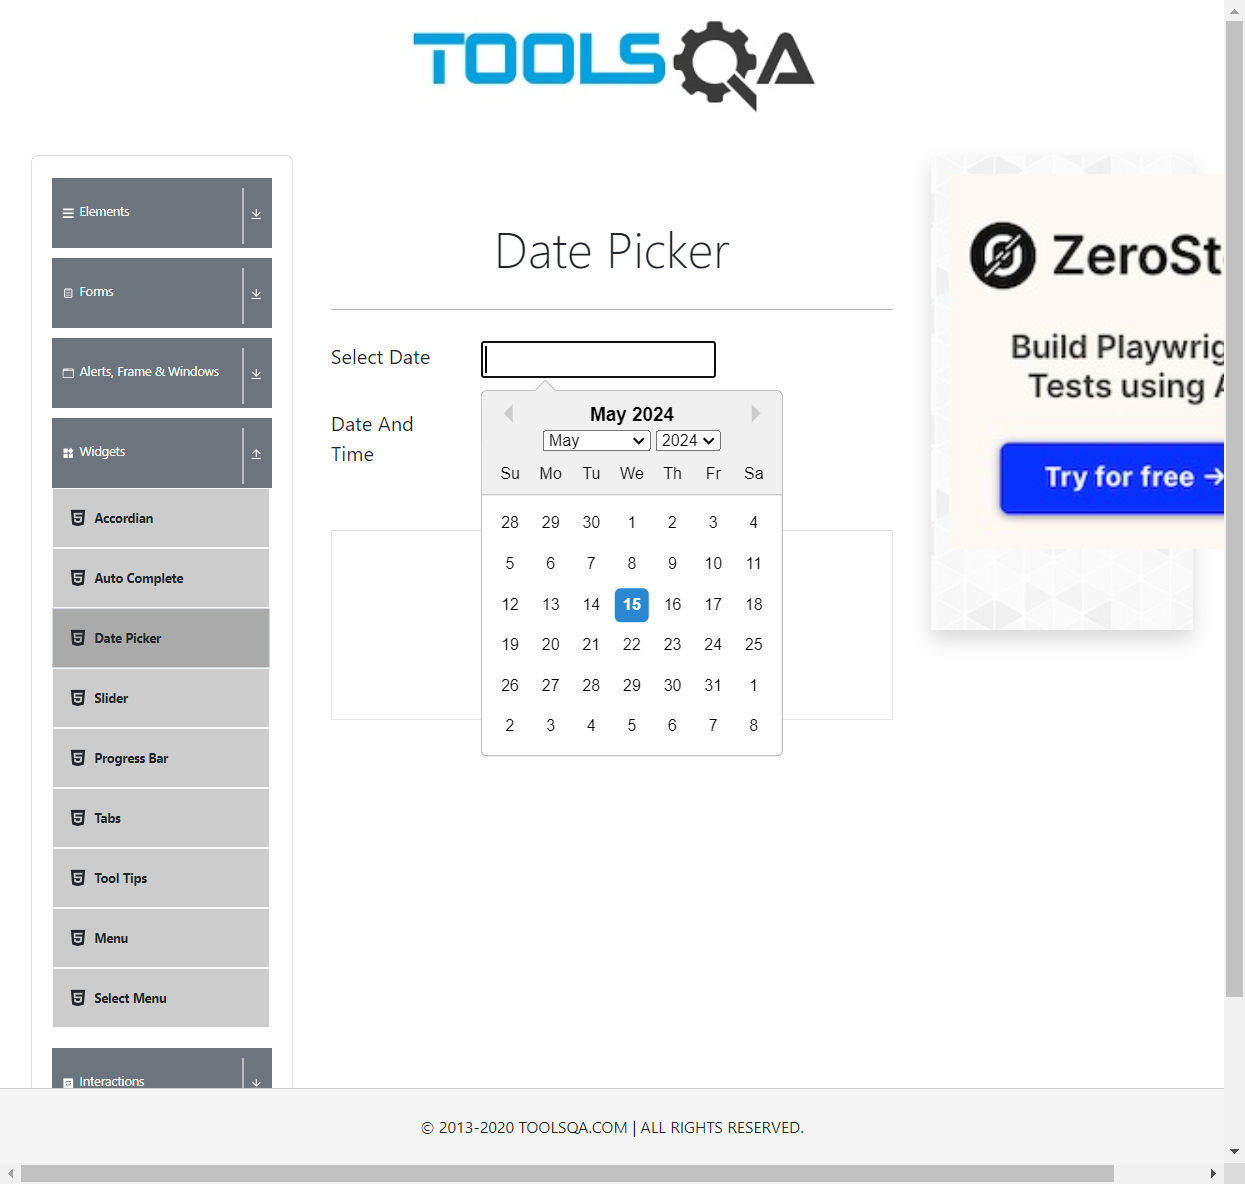 TOOLSQA
Elements
Forms
Alerts, Frame & Windows
Widgets
Accordian
Auto Complete
Date Picker
Slider
Progress Bar
Tabs
Tool Tips
Menu
Select Menu
Interactions
Date Picker
Select Date
Date And
Time
May 2024
May 2024
Su Mo Tu We Th Fr Sa
28 29 30 1 2 3 4
5 6 7 8 9 10 11
12 13 14 15 16 17 18
19 20 21 22 23 24 25
26 27 28 29 30 31 1
2 3 4 5 6 7 8
ZeroSt
Build Playwrig
Tests using A
Try for free →
© 2013-2020 TOOLSQA.COM | ALL RIGHTS RESERVED.